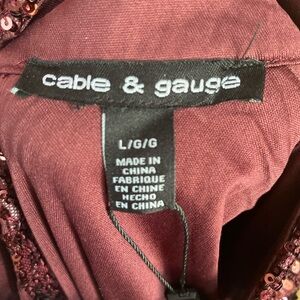 cable & gauge
L/G/G
MADE IN
CHINA
FABRIQUE
EN CHINE
HECHO
EN CHINA